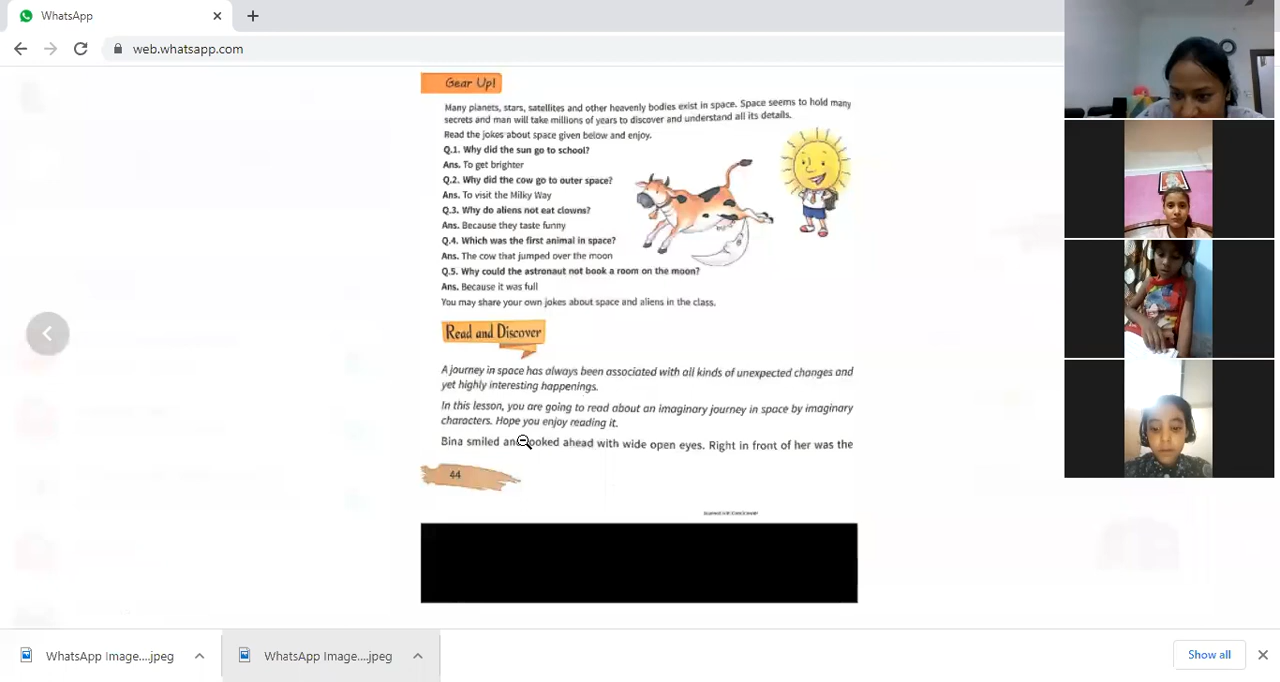 WhatsApp
web.whatsapp.com
Gear Up!
Many planets, stars, satellites and other heavenly bodies exist in space. Space seems to hold many
secrets and man will take millions of years to discover and understand all its details.
Read the jokes about space given below and enjoy.
Q.1. Why did the sun go to school?
Ans. To get brighter
Q.2. Why did the cow go to outer space?
Ans. To visit the Milky Way
Q.3. Why do aliens not eat clowns?
Ans. Because they taste funny
Q.4. Which was the first animal in space?
Ans. The cow that jumped over the moon
Q.5. Why could the astronaut not book a room on the moon?
Ans. Because it was full
You may share your own jokes about space and aliens in the class.
Read and Discover
A journey in space has always been associated with all kinds of unexpected changes and
yet highly interesting happenings.
In this lesson, you are going to read about an imaginary journey in space by imaginary
characters. Hope you enjoy reading it.
Bina smiled and looked ahead with wide open eyes. Right in front of her was the
44
WhatsApp Image....jpeg
WhatsApp Image....jpeg
Show all